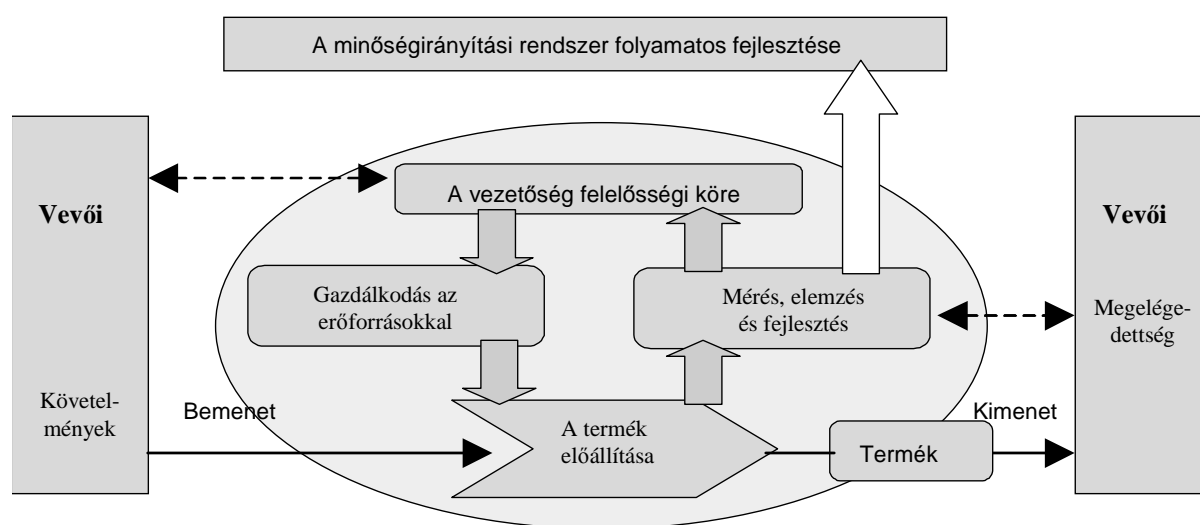 A minőségirányítási rendszer folyamatos fejlesztése
Vevői
Követel-
mények
A vezetőség felelősségi köre
Gazdálkodás az
erőforrásokkal
Mérés, elemzés
és fejlesztés
Bemenet
A termék
előállítása
Termék
Kimenet
Vevői
Megelége-
dettség